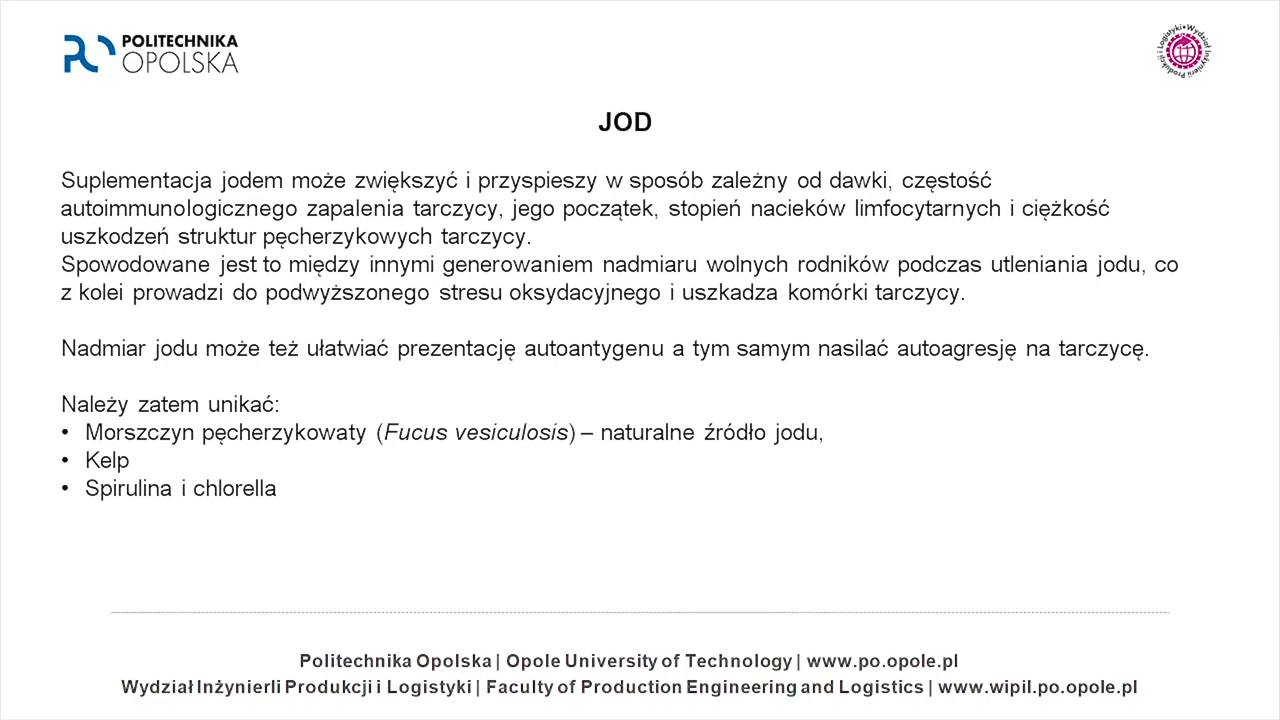 POLITECHNIKA
OPOLSKA
Wydział Inżynierii Produkcji i Logistyki
JOD
Suplementacja jodem może zwiększyć i przyspieszy w sposób zależny od dawki, częstość
autoimmunologicznego zapalenia tarczycy, jego początek, stopień nacieków limfocytarnych i ciężkość
uszkodzeń struktur pęcherzykowych tarczycy.
Spowodowane jest to między innymi generowaniem nadmiaru wolnych rodników podczas utleniania jodu, co
z kolei prowadzi do podwyższonego stresu oksydacyjnego i uszkadza komórki tarczycy.
Nadmiar jodu może też ułatwiać prezentację autoantygenu a tym samym nasilać autoagresję na tarczycę.
Należy zatem unikać:
• Morszczyn pęcherzykowaty (Fucus vesiculosis) – naturalne źródło jodu,
• Kelp
• Spirulina i chlorella
Politechnika Opolska | Opole University of Technology | www.po.opole.pl
Wydział Inżynierli Produkcji i Logistyki | Faculty of Production Engineering and Logistics | www.wipil.po.opole.pl